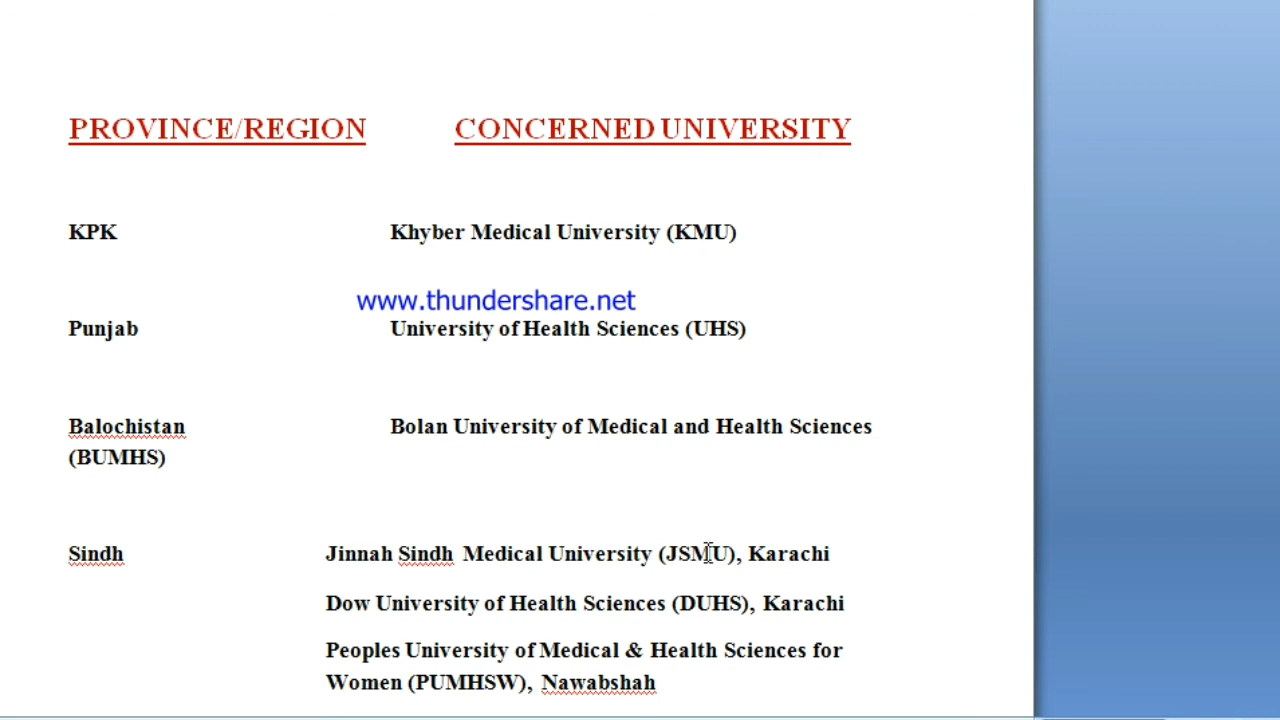 PROVINCE/REGION CONCERNED UNIVERSITY
KPK Khyber Medical University (KMU)
www.thundershare.net
Punjab University of Health Sciences (UHS)
Balochistan Bolan University of Medical and Health Sciences
(BUMHS)
Sindh Jinnah Sindh Medical University (JSMU), Karachi
Dow University of Health Sciences (DUHS), Karachi
Peoples University of Medical & Health Sciences for
Women (PUMHSW), Nawabshah